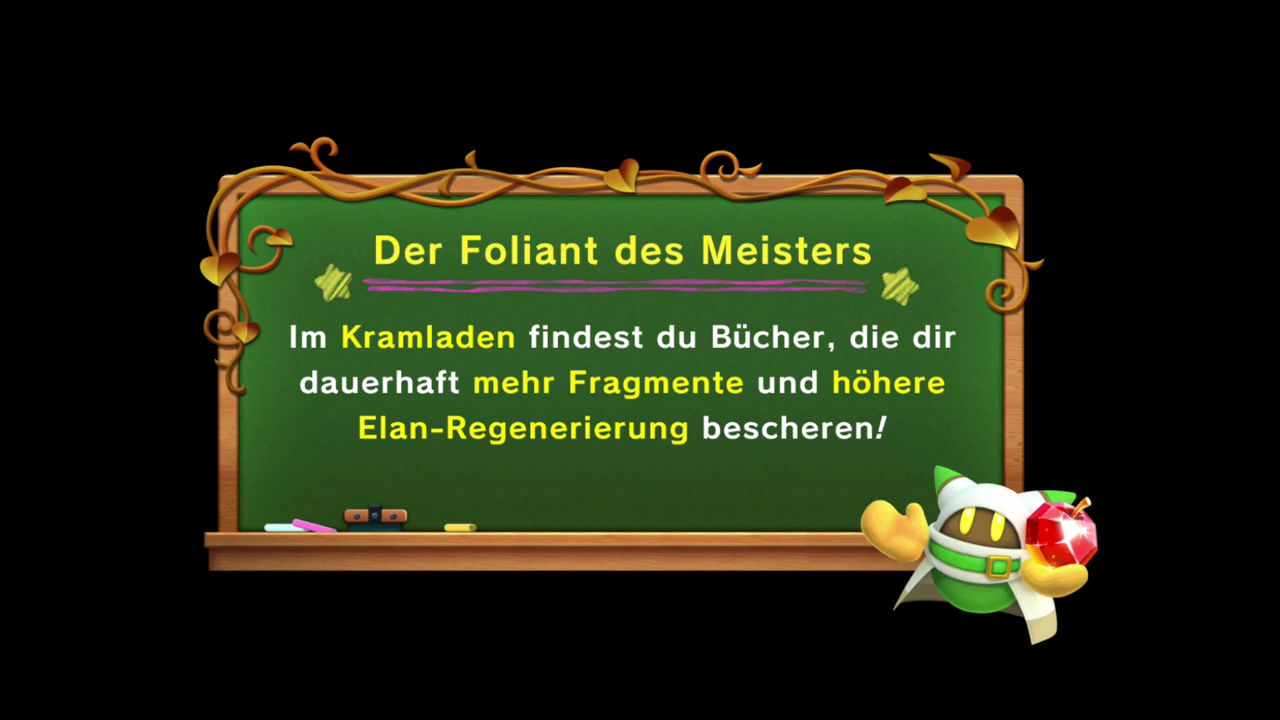 Der Foliant des Meisters
Im Kramladen findest du Bücher, die dir
dauerhaft mehr Fragmente und höhere
Elan-Regenerierung bescheren!